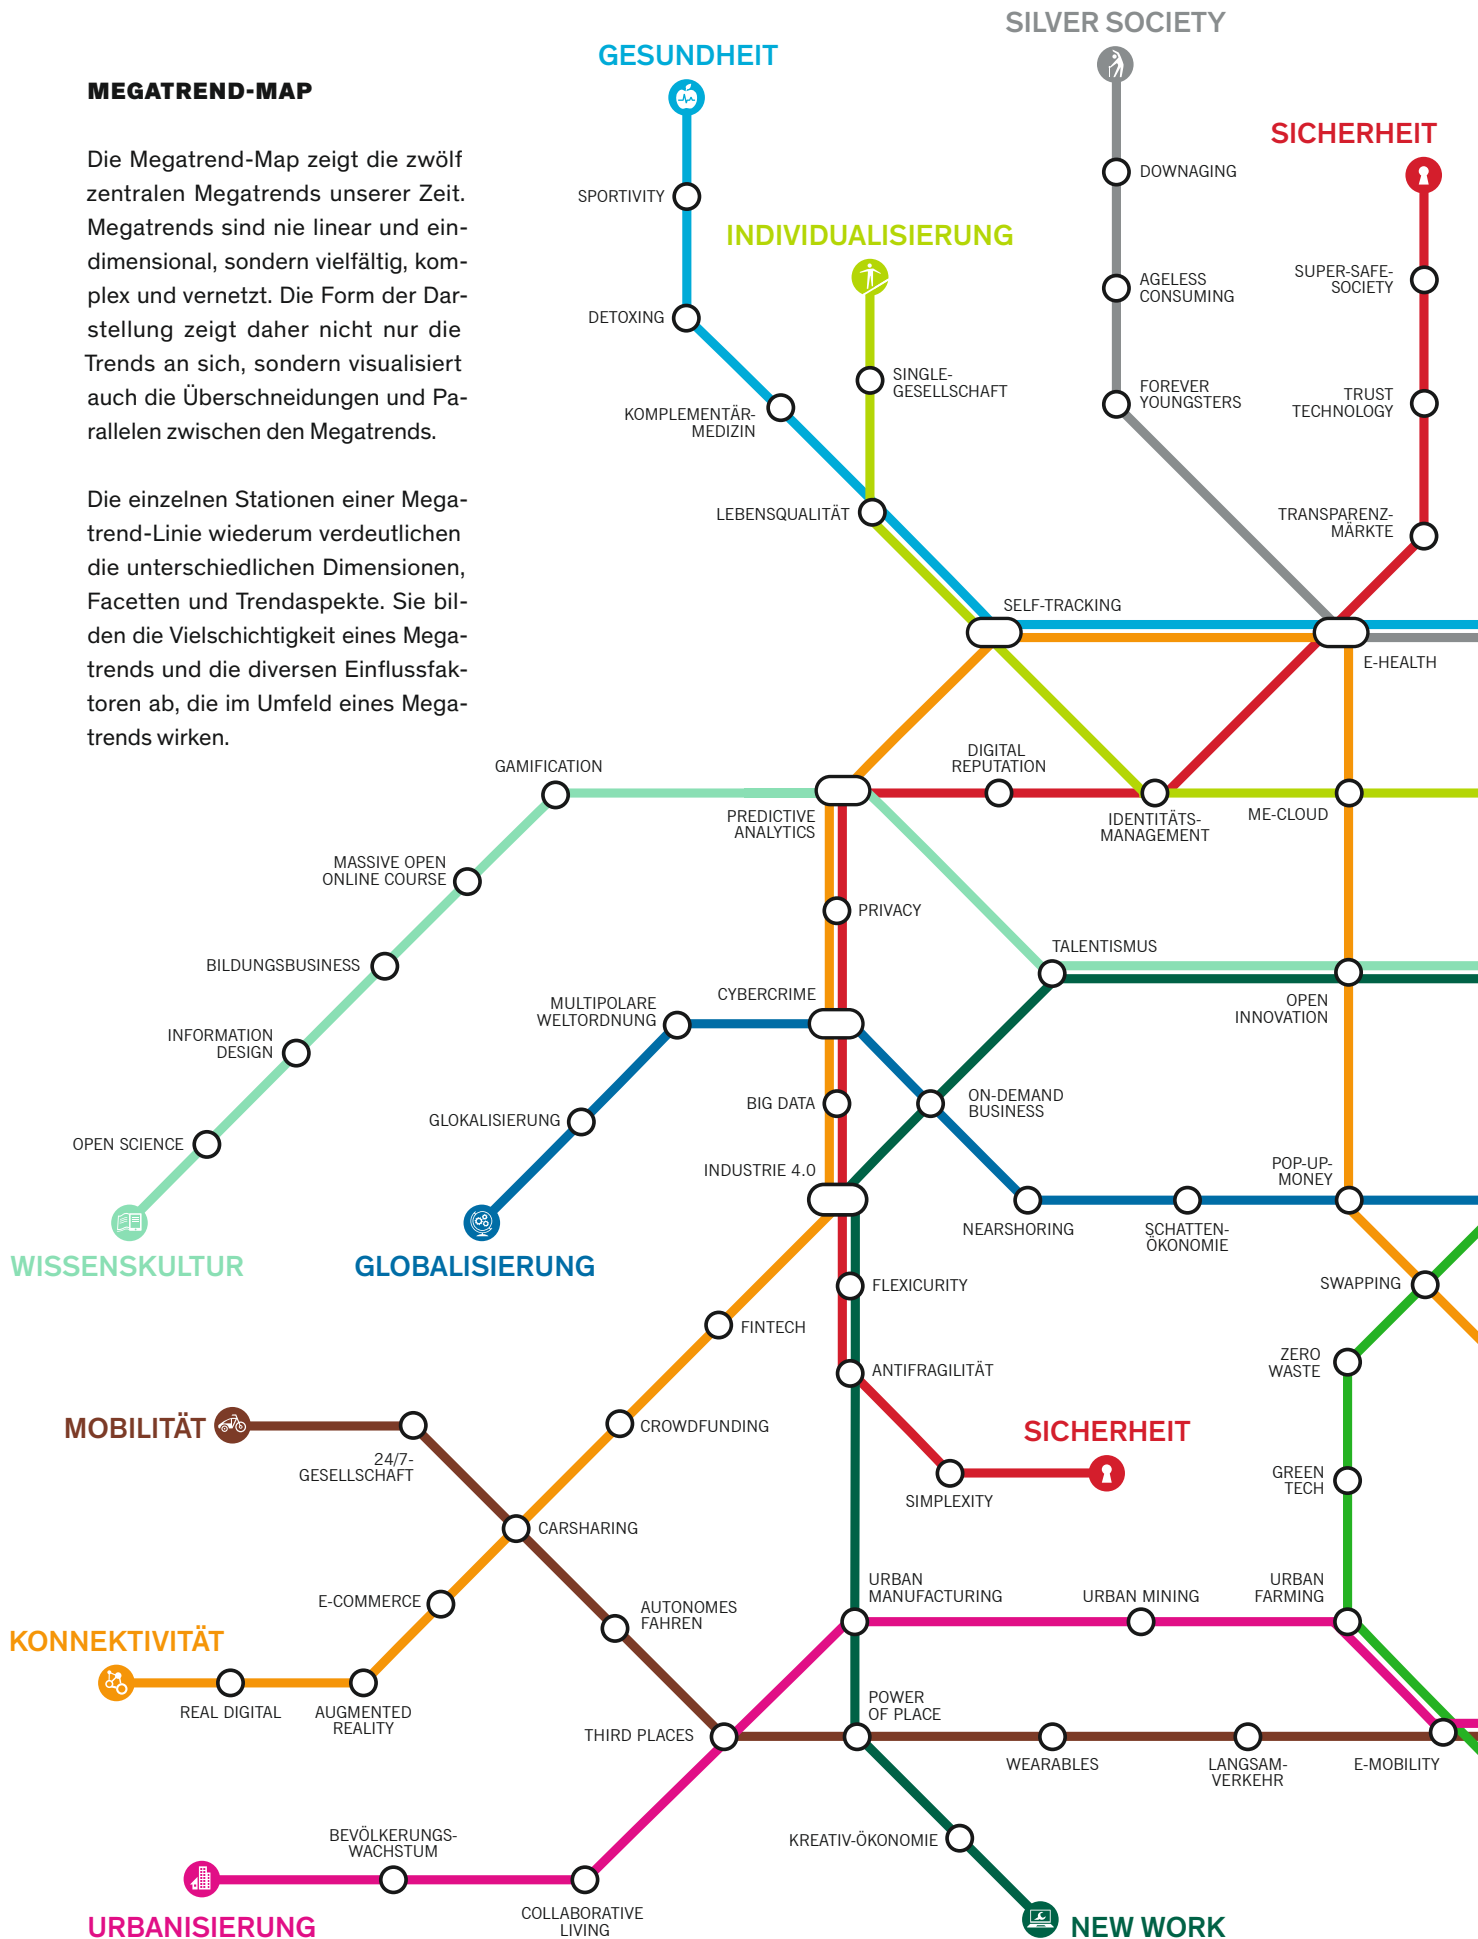 MEGATREND-MAP
Die Megatrend-Map zeigt die zwölf
zentralen Megatrends unserer Zeit.
Megatrends sind nie linear und ein-
dimensional, sondern vielfältig, kom-
plex und vernetzt. Die Form der Dar-
stellung zeigt daher nicht nur die
Trends an sich, sondern visualisiert
auch die Überschneidungen und Pa-
rallelen zwischen den Megatrends.
Die einzelnen Stationen einer Mega-
trend-Linie wiederum verdeutlichen
die unterschiedlichen Dimensionen,
Facetten und Trendaspekte. Sie bil-
den die Vielschichtigkeit eines Mega-
trends und die diversen Einflussfak-
toren ab, die im Umfeld eines Mega-
trends wirken.
GESUNDHEIT
SPORTIVITY
DETOXING
KOMPLEMENTÄR-
MEDIZIN
LEBENSQUALITÄT
INDIVIDUALISIERUNG
SINGLE-
GESELLSCHAFT
SILVER SOCIETY
DOWNAGING
AGELESS
CONSUMING
FOREVER
YOUNGSTERS
SICHERHEIT
SUPER-SAFE-
SOCIETY
TRUST
TECHNOLOGY
TRANSPARENZ-
MÄRKTE
SELF-TRACKING
E-HEALTH
GAMIFICATION
PREDICTIVE
ANALYTICS
DIGITAL
REPUTATION
IDENTITÄTS-
MANAGEMENT
ME-CLOUD
MASSIVE OPEN
ONLINE COURSE
PRIVACY
BILDUNGSBUSINESS
TALENTISMUS
OPEN
INNOVATION
INFORMATION
DESIGN
MULTIPOLARE
WELTORDNUNG
CYBERCRIME
OPEN SCIENCE
GLOKALISIERUNG
BIG DATA
ON-DEMAND
BUSINESS
INDUSTRIE 4.0
NEARSHORING
SCHATTEN-
ÖKONOMIE
POP-UP-
MONEY
WISSENSKULTUR
GLOBALISIERUNG
FLEXICURITY
SWAPPING
FINTECH
ANTIFRAGILITÄT
ZERO
WASTE
MOBILITÄT
24/7-
GESELLSCHAFT
CROWDFUNDING
SICHERHEIT
SIMPLEXITY
GREEN
TECH
CARSHARING
E-COMMERCE
AUTONOMES
FAHREN
URBAN
MANUFACTURING
URBAN MINING
URBAN
FARMING
KONNEKTIVITÄT
REAL DIGITAL
AUGMENTED
REALITY
THIRD PLACES
POWER
OF PLACE
WEARABLES
LANGSAM-
VERKEHR
E-MOBILITY
BEVÖLKERUNGS-
WACHSTUM
KREATIV-ÖKONOMIE
URBANISIERUNG
COLLABORATIVE
LIVING
NEW WORK